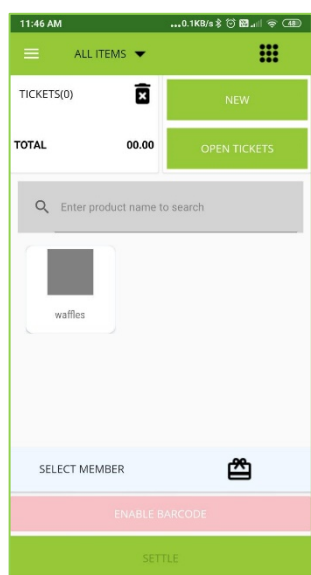 11:46 AM
...0.1KB/s
48
ALL ITEMS
TICKETS(0)
NEW
TOTAL 00.00
OPEN TICKETS
Enter product name to search
waffles
SELECT MEMBER
ENABLE BARCODE
SETTLE